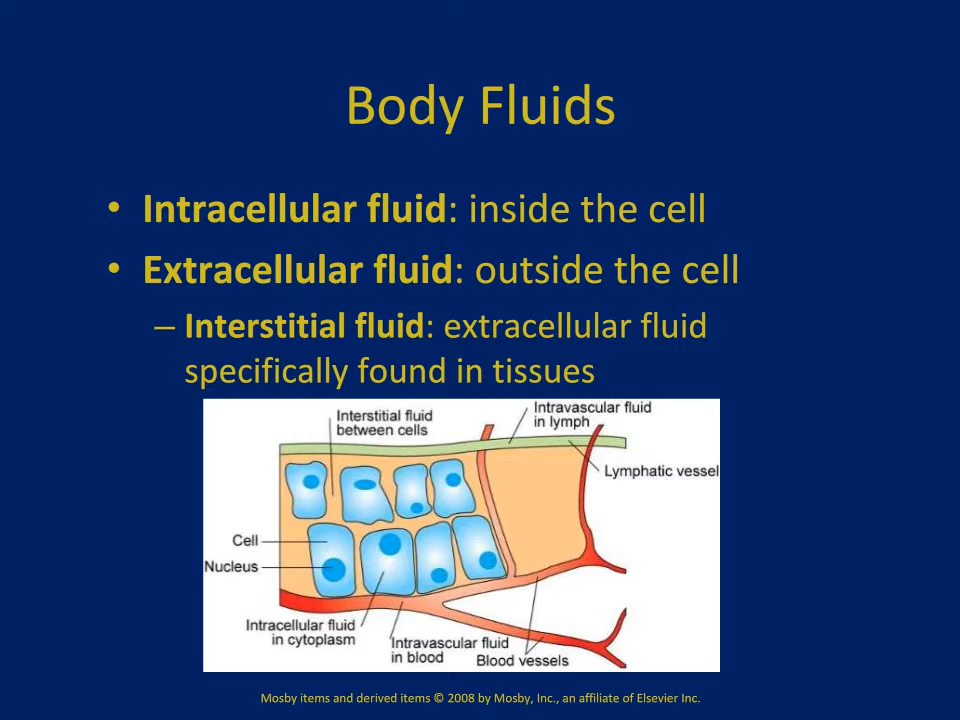 Body Fluids
• Intracellular fluid: inside the cell
• Extracellular fluid: outside the cell
– Interstitial fluid: extracellular fluid
specifically found in tissues
Interstitial fluid
between cells
Intravascular fluid
in lymph
Lymphatic vessel
Cell
Nucleus
Intracellular fluid
in cytoplasm
Intravascular fluid
in blood
Blood vessels
Mosby items and derived items © 2008 by Mosby, Inc., an affiliate of Elsevier Inc.